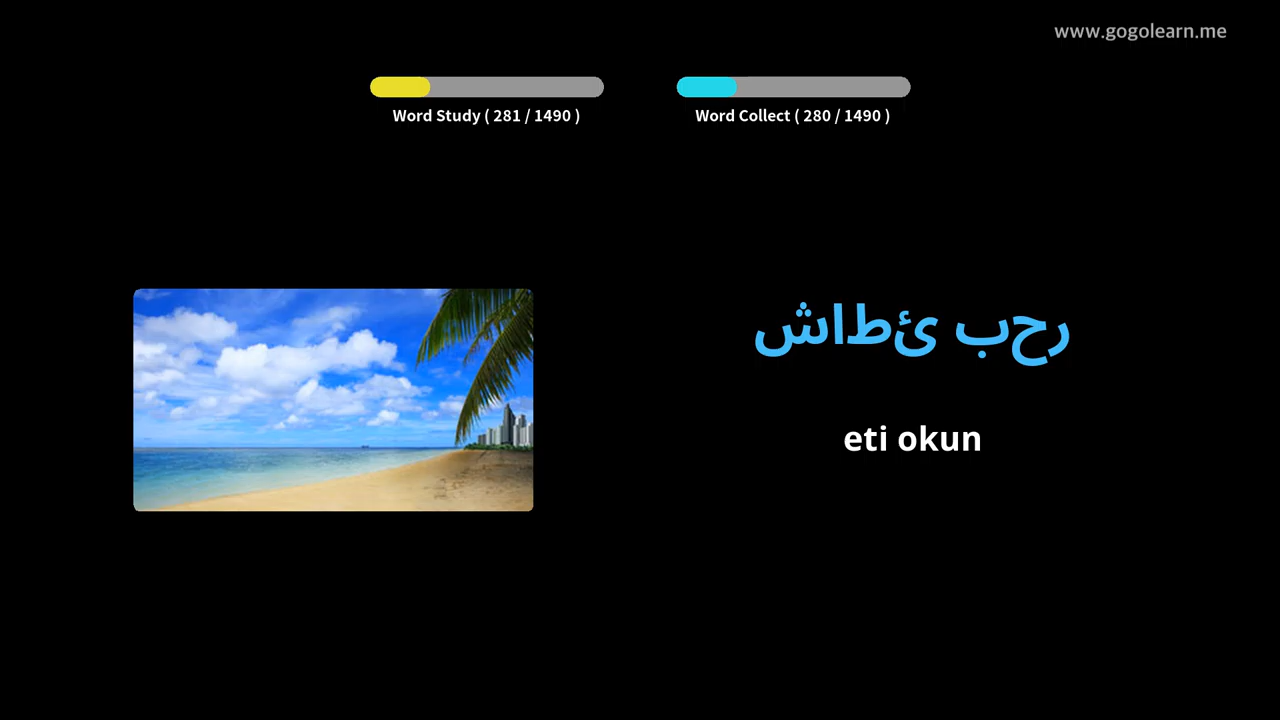 www.gogolearn.me
Word Study ( 281 / 1490 )
Word Collect ( 280 / 1490 )
رحب ئطاش
eti okun